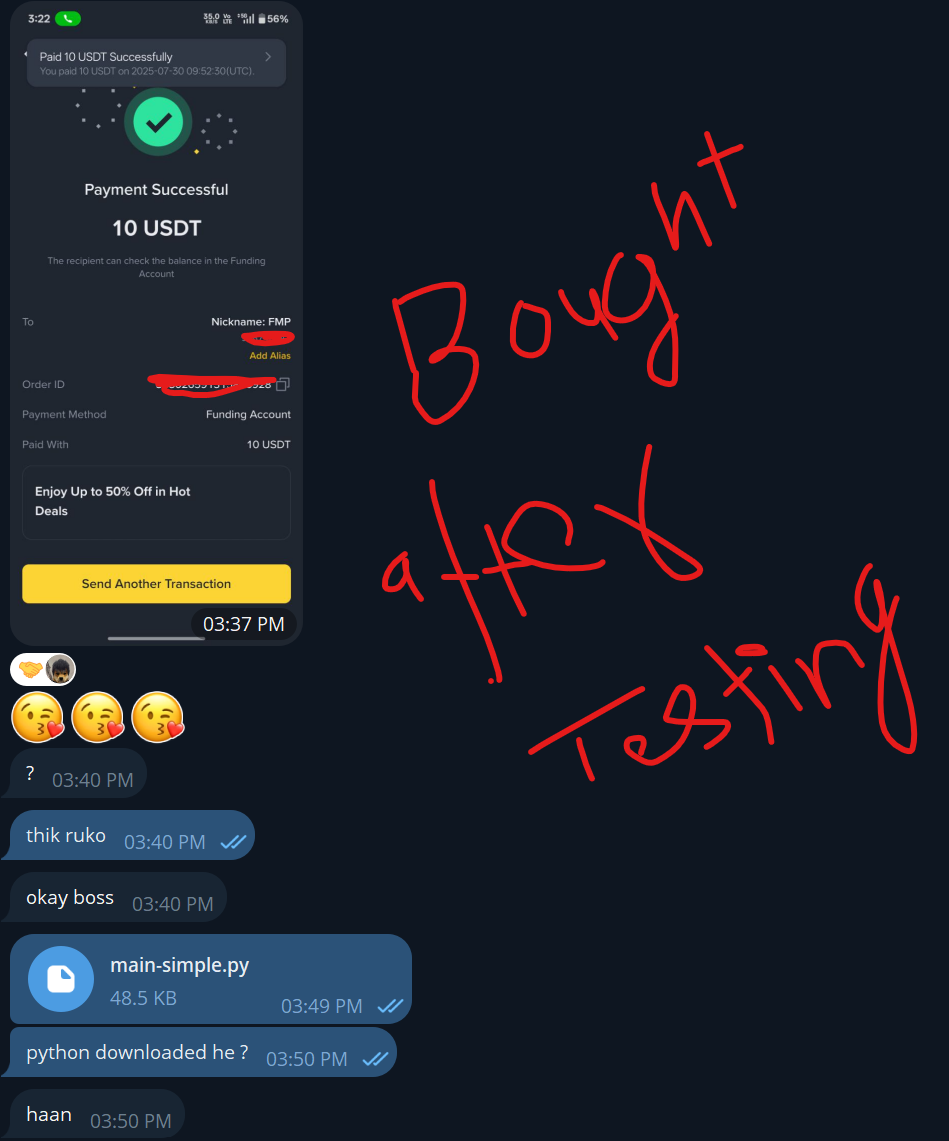 3:22
35.0 KB/S Vo LTE 5G 56%
Paid 10 USDT Successfully
You paid 10 USDT on 2025-07-30 09:52:30(UTC).
Payment Successful
10 USDT
The recipient can check the balance in the Funding
Account
To Nickname: FMP
Add Alias
Order ID
Payment Method Funding Account
Paid With 10 USDT
Enjoy Up to 50% Off in Hot
Deals
Send Another Transaction
03:37 PM
Bought
after
Testing
? 03:40 PM
thik ruko 03:40 PM
okay boss 03:40 PM
main-simple.py
48.5 KB 03:49 PM
python downloaded he ? 03:50 PM
haan 03:50 PM